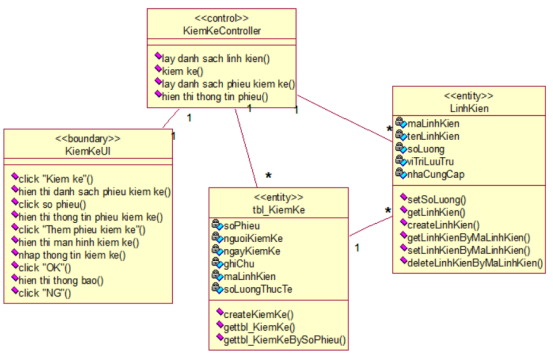 <<control>>
KiemKeController
lay danh sach linh kien()
kiem ke()
lay danh sach phieu kiem ke()
hien thi thong tin phieu()
1
1
1
1
*
*
<<boundary>>
KiemKeUI
click "Kiem ke"()
hien thi danh sach phieu kiem ke()
click so phieu()
hien thi thong tin phieu kiem ke()
click "Them phieu kiem ke"()
hien thi man hinh kiem ke()
nhap thong tin kiem ke()
click "OK"()
hien thi thong bao()
click "NG"()
<<entity>>
tbl_KiemKe
soPhieu
nguoiKiemKe
ngayKiemKe
ghiChu
maLinhKien
soLuongThucTe
createKiemKe()
gettbl_KiemKe()
gettbl_KiemKeBySoPhieu()
1
*
<<entity>>
LinhKien
maLinhKien
tenLinhKien
soLuong
viTriLuuTru
nhaCungCap
setSoLuong()
getLinhKien()
createLinhKien()
getLinhKienByMaLinhKien()
setLinhKienByMaLinhKien()
deleteLinhKienByMaLinhKien()